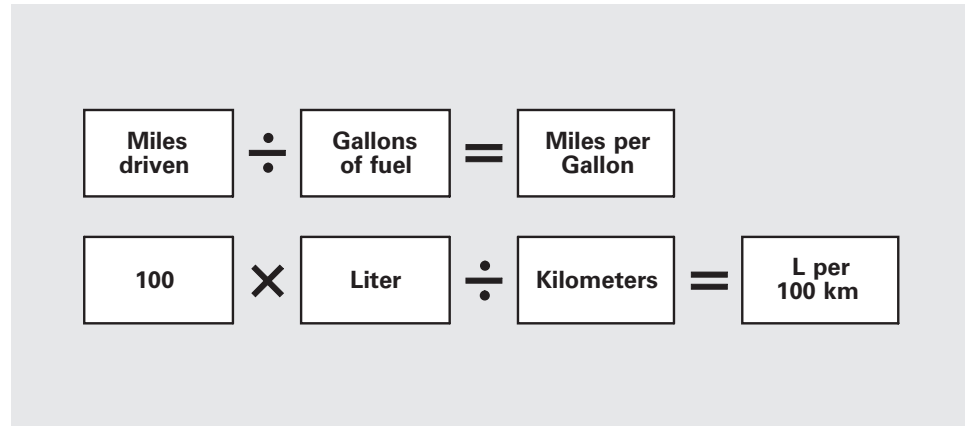 Miles driven ÷ Gallons of fuel = Miles per Gallon
100 × Liter ÷ Kilometers = L per 100 km